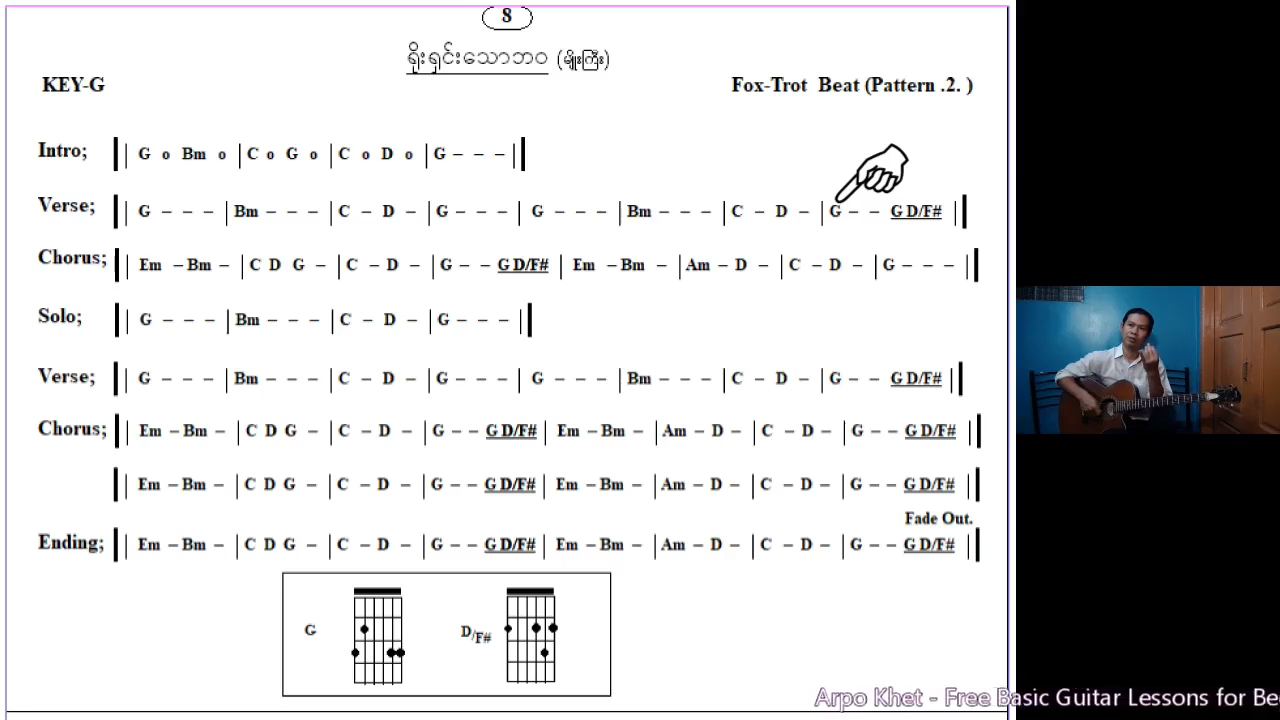 8
ရိုးရှင်းသောဘဝ (မျိုးကြီး)
KEY-G Fox-Trot Beat (Pattern .2. )
Intro; | G o Bm o | C o G o | C o D o | G – – – |
Verse; | G – – – | Bm – – – | C – D – | G – – – | G – – – | Bm – – – | C – D – | G – – G D/F# |
Chorus; | Em – Bm – | C D G – | C – D – | G – – G D/F# | Em – Bm – | Am – D – | C – D – | G – – – |
Solo; | G – – – | Bm – – – | C – D – | G – – – |
Verse; | G – – – | Bm – – – | C – D – | G – – – | G – – – | Bm – – – | C – D – | G – – G D/F# |
Chorus; | Em – Bm – | C D G – | C – D – | G – – G D/F# | Em – Bm – | Am – D – | C – D – | G – – G D/F# |
| Em – Bm – | C D G – | C – D – | G – – G D/F# | Em – Bm – | Am – D – | C – D – | G – – G D/F# |
Fade Out.
Ending; | Em – Bm – | C D G – | C – D – | G – – G D/F# | Em – Bm – | Am – D – | C – D – | G – – G D/F# |
G D/F#
Arpo Khet - Free Basic Guitar Lessons for Be